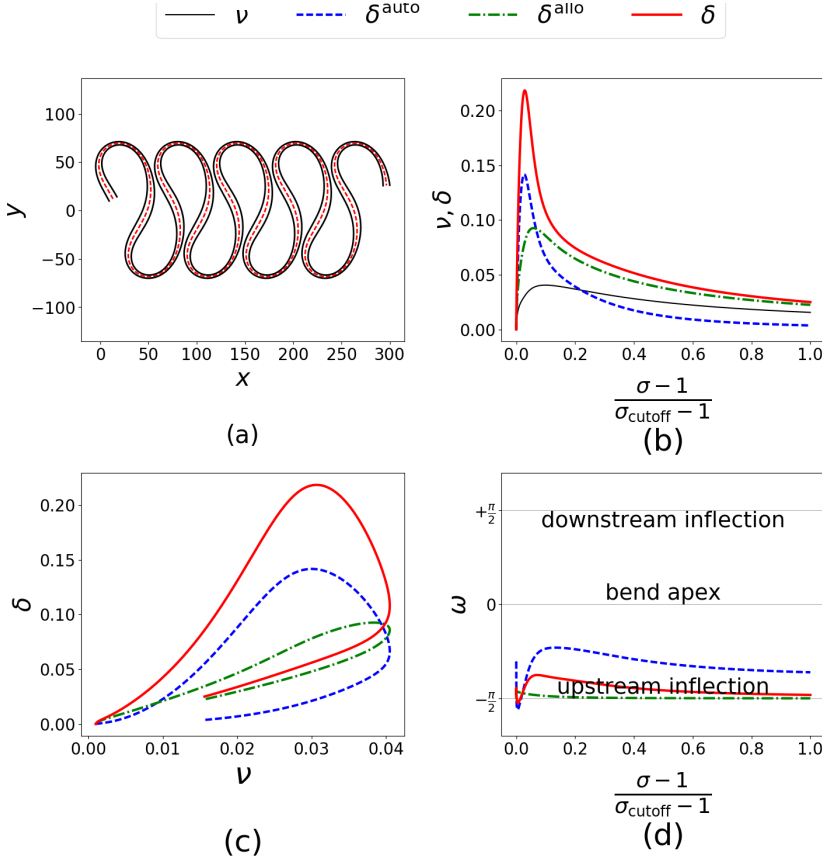 ν δ^auto δ^allo δ
100
50
0
−50
−100
y
0 50 100 150 200 250 300
x
(a)
0.20
0.15
0.10
0.05
0.00
ν, δ
0.0 0.2 0.4 0.6 0.8 1.0
σ − 1
σ_cutoff − 1
(b)
0.20
0.15
0.10
0.05
0.00
δ
0.00 0.01 0.02 0.03 0.04
ν
(c)
+π/2
downstream inflection
0
bend apex
ω
upstream inflection
−π/2
0.0 0.2 0.4 0.6 0.8 1.0
σ − 1
σ_cutoff − 1
(d)